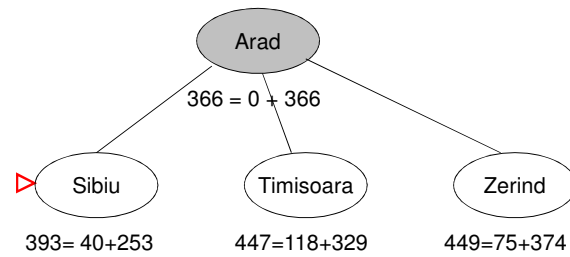 Arad
366 = 0 + 366
Sibiu
Timisoara
Zerind
393= 40+253
447=118+329
449=75+374